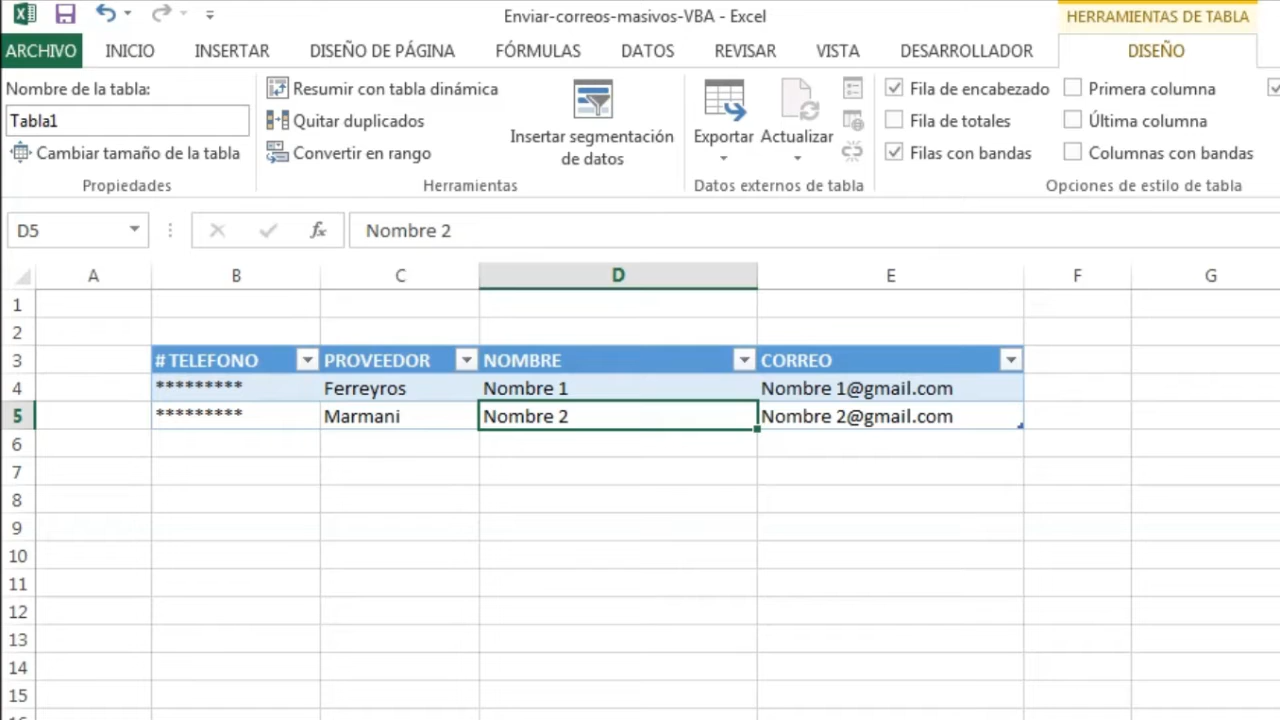 Enviar-correos-masivos-VBA - Excel
HERRAMIENTAS DE TABLA
ARCHIVO INICIO INSERTAR DISEÑO DE PÁGINA FÓRMULAS DATOS REVISAR VISTA DESARROLLADOR DISEÑO
Nombre de la tabla:
Tabla1
Cambiar tamaño de la tabla
Propiedades
Resumir con tabla dinámica
Quitar duplicados
Convertir en rango
Insertar segmentación
de datos
Herramientas
Exportar Actualizar
Datos externos de tabla
Fila de encabezado Primera columna
Fila de totales Última columna
Filas con bandas Columnas con bandas
Opciones de estilo de tabla
D5 fx Nombre 2
A B C D E F G
1
2
3 # TELEFONO PROVEEDOR NOMBRE CORREO
4 ********* Ferreyros Nombre 1 Nombre 1@gmail.com
5 ********* Marmani Nombre 2 Nombre 2@gmail.com
6
7
8
9
10
11
12
13
14
15